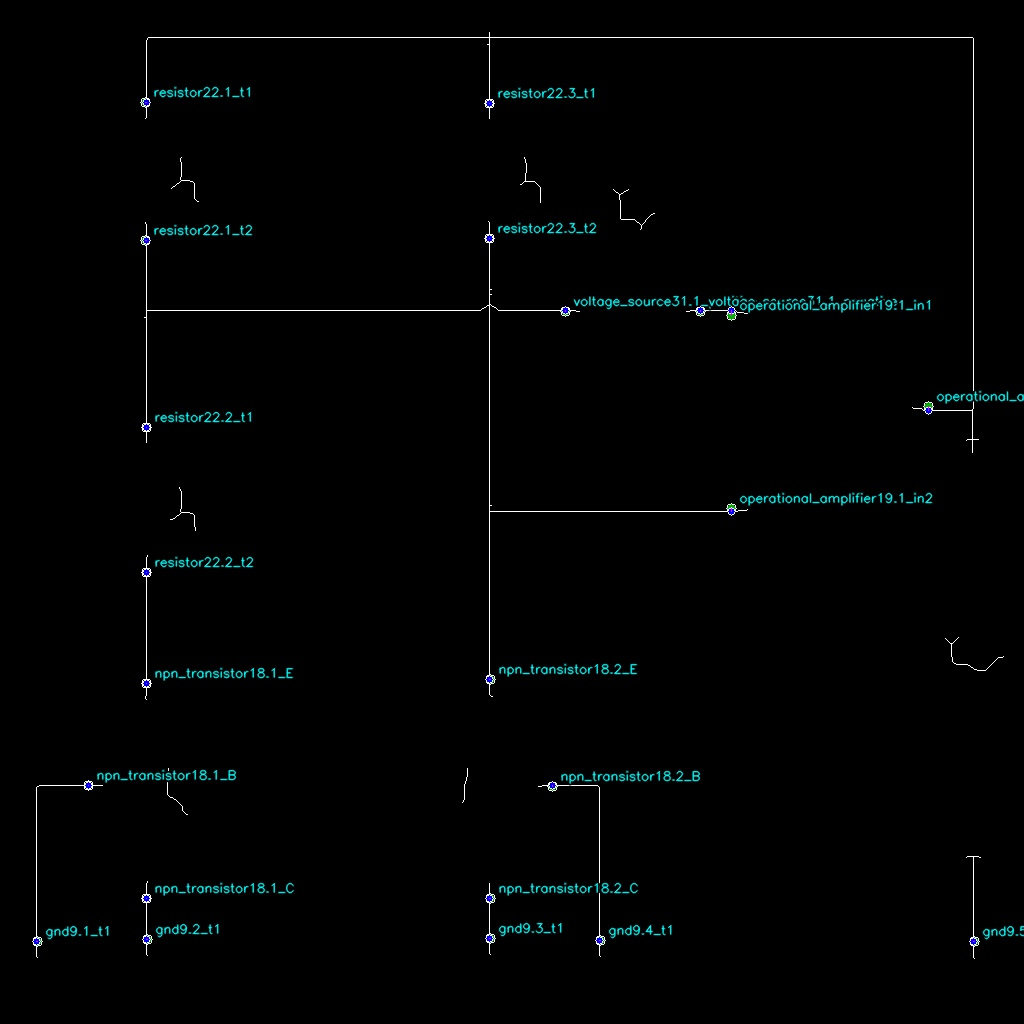 resistor22.1_t1
resistor22.3_t1
resistor22.1_t2
resistor22.3_t2
voltage_source31.1_
operational_amplifier19.1_in1
operational_a
resistor22.2_t1
operational_amplifier19.1_in2
resistor22.2_t2
npn_transistor18.1_E
npn_transistor18.2_E
npn_transistor18.1_B
npn_transistor18.2_B
npn_transistor18.1_C
npn_transistor18.2_C
gnd9.1_t1
gnd9.2_t1
gnd9.3_t1
gnd9.4_t1
gnd9.5